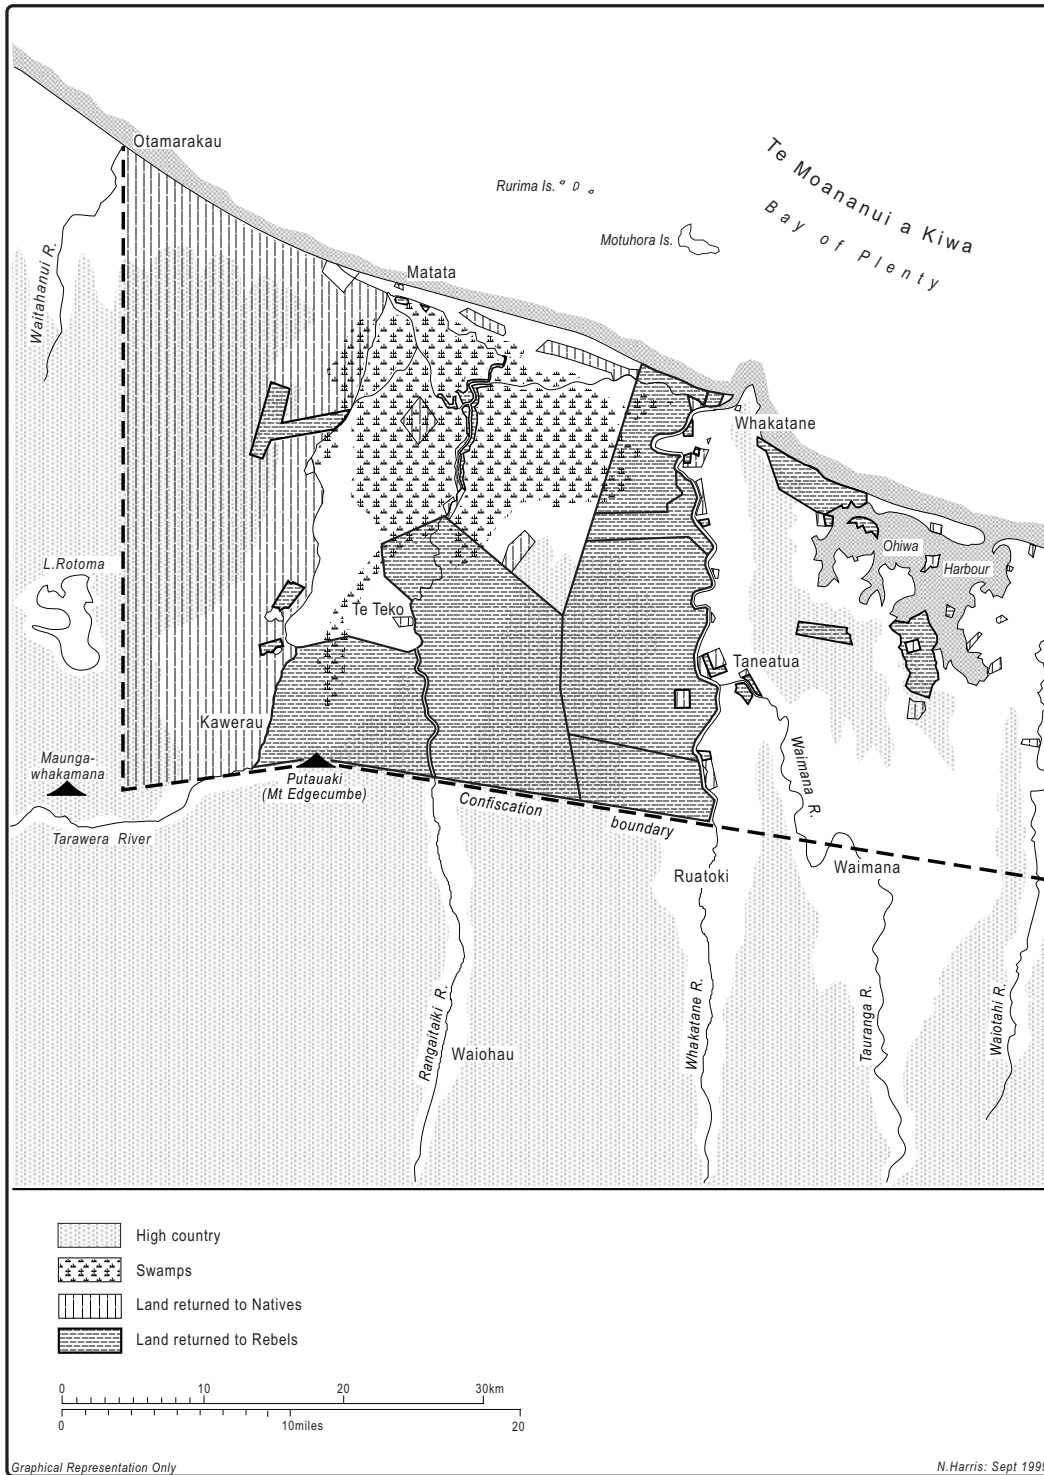 Otamarakau
Te Moananui a Kiwa
Bay of Plenty
Rurima Is.
Motuhora Is.
Waitahanui R.
Matata
Whakatane
Ohiwa
Harbour
L.Rotoma
Te Teko
Taneatua
Kawerau
Maunga-
whakamana
Putauaki
(Mt Edgecumbe)
Waimana R.
Confiscation
boundary
Tarawera River
Ruatoki
Waimana
Rangaitaiki R.
Whakatane R.
Tauranga R.
Waiotahi R.
Waiohau
High country
Swamps
Land returned to Natives
Land returned to Rebels
0 10 20 30km
0 10miles 20
Graphical Representation Only
N.Harris: Sept 1999